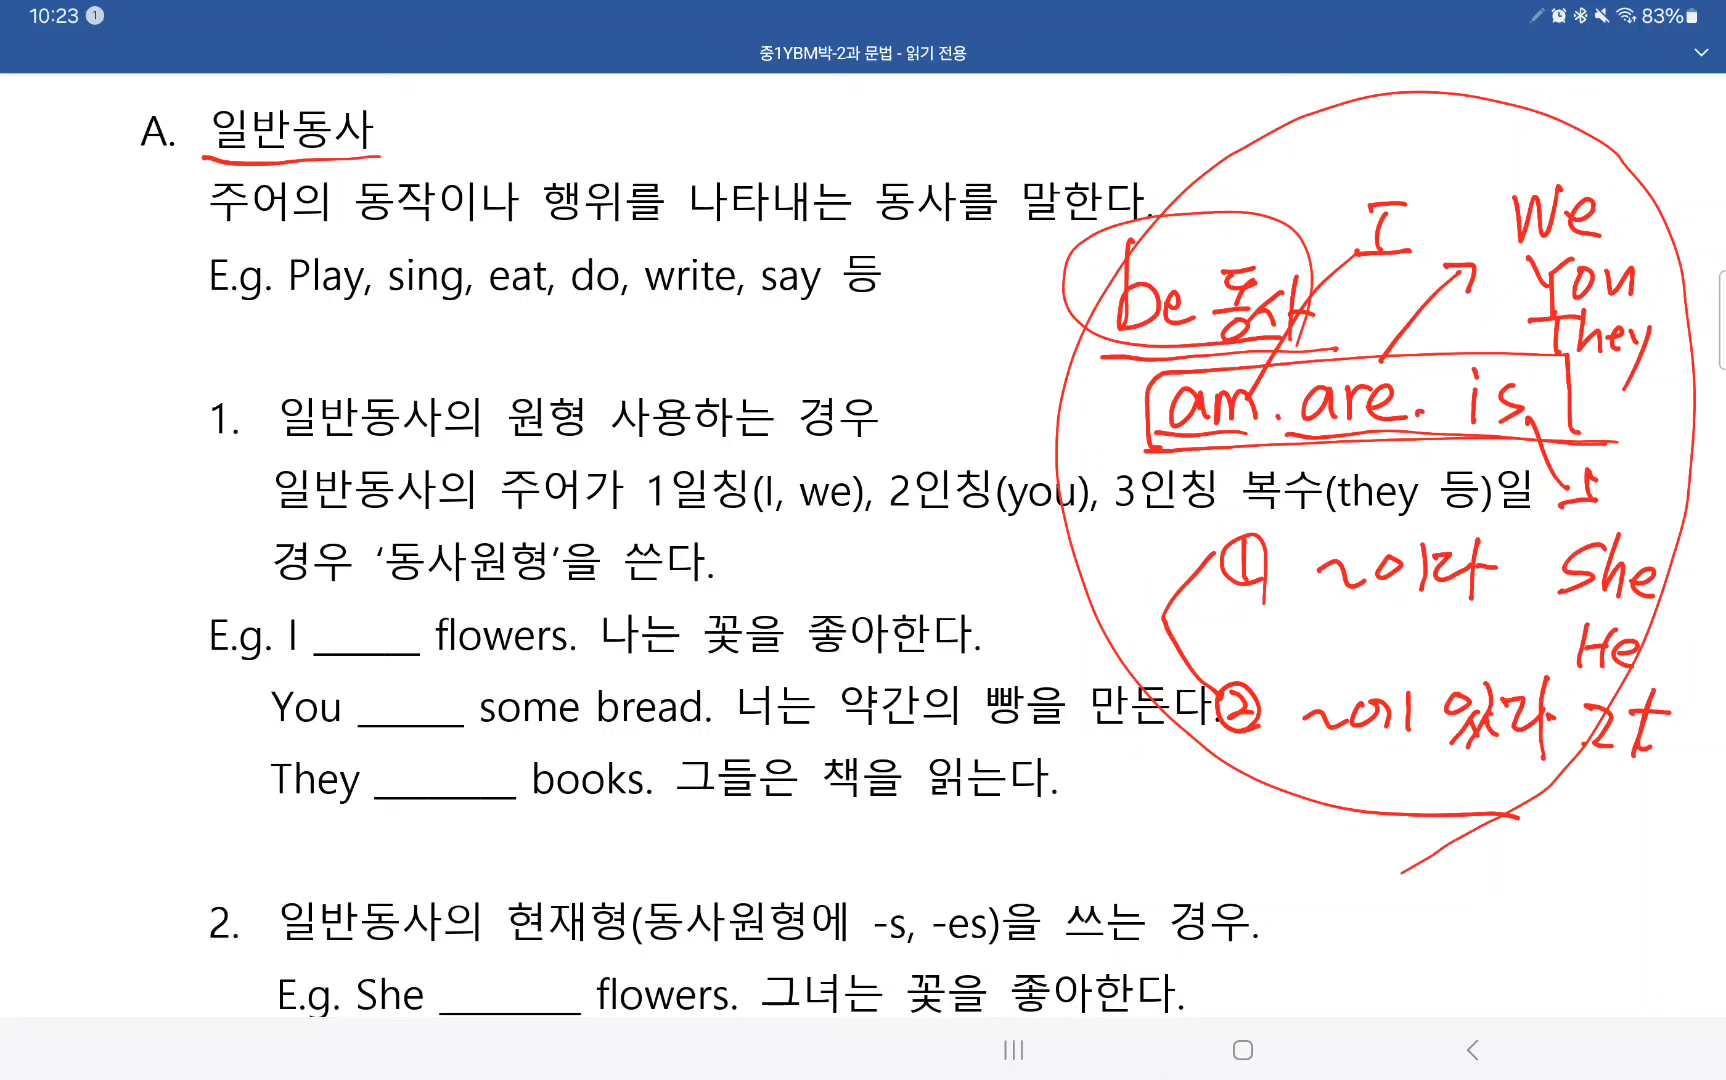 10:23 1
83%
중1YBM박-2과 문법 - 읽기 전용
A. 일반동사
주어의 동작이나 행위를 나타내는 동사를 말한다.
E.g. Play, sing, eat, do, write, say 등
be 동사
I
We
You
They
am. are. is.
1. 일반동사의 원형 사용하는 경우
일반동사의 주어가 1일칭(I, we), 2인칭(you), 3인칭 복수(they 등)일
경우 ‘동사원형’을 쓴다.
① ~이다 She
He
E.g. I _____ flowers. 나는 꽃을 좋아한다.
You _____ some bread. 너는 약간의 빵을 만든다.
② ~에 있다 It
They _______ books. 그들은 책을 읽는다.
2. 일반동사의 현재형(동사원형에 -s, -es)을 쓰는 경우.
E.g. She _______ flowers. 그녀는 꽃을 좋아한다.